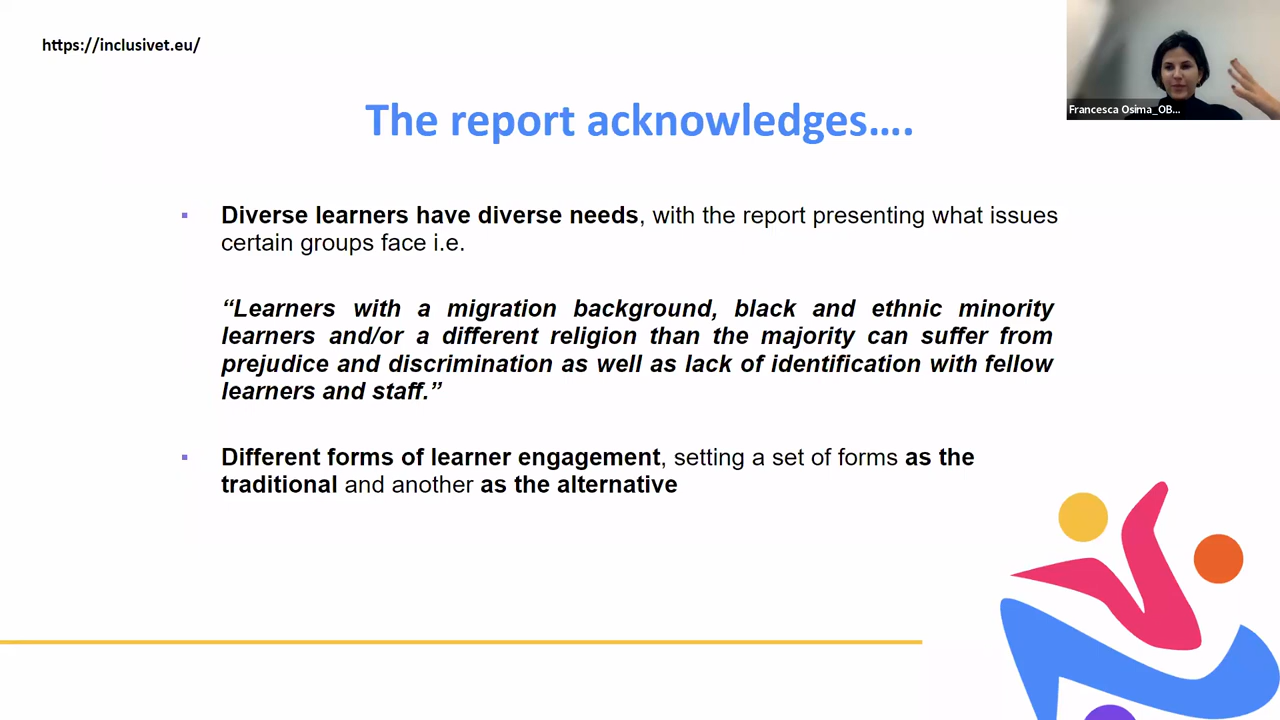 https://inclusivet.eu/
Francesca Osima_OB...
The report acknowledges....
▪ Diverse learners have diverse needs, with the report presenting what issues
certain groups face i.e.
“Learners with a migration background, black and ethnic minority
learners and/or a different religion than the majority can suffer from
prejudice and discrimination as well as lack of identification with fellow
learners and staff.”
▪ Different forms of learner engagement, setting a set of forms as the
traditional and another as the alternative